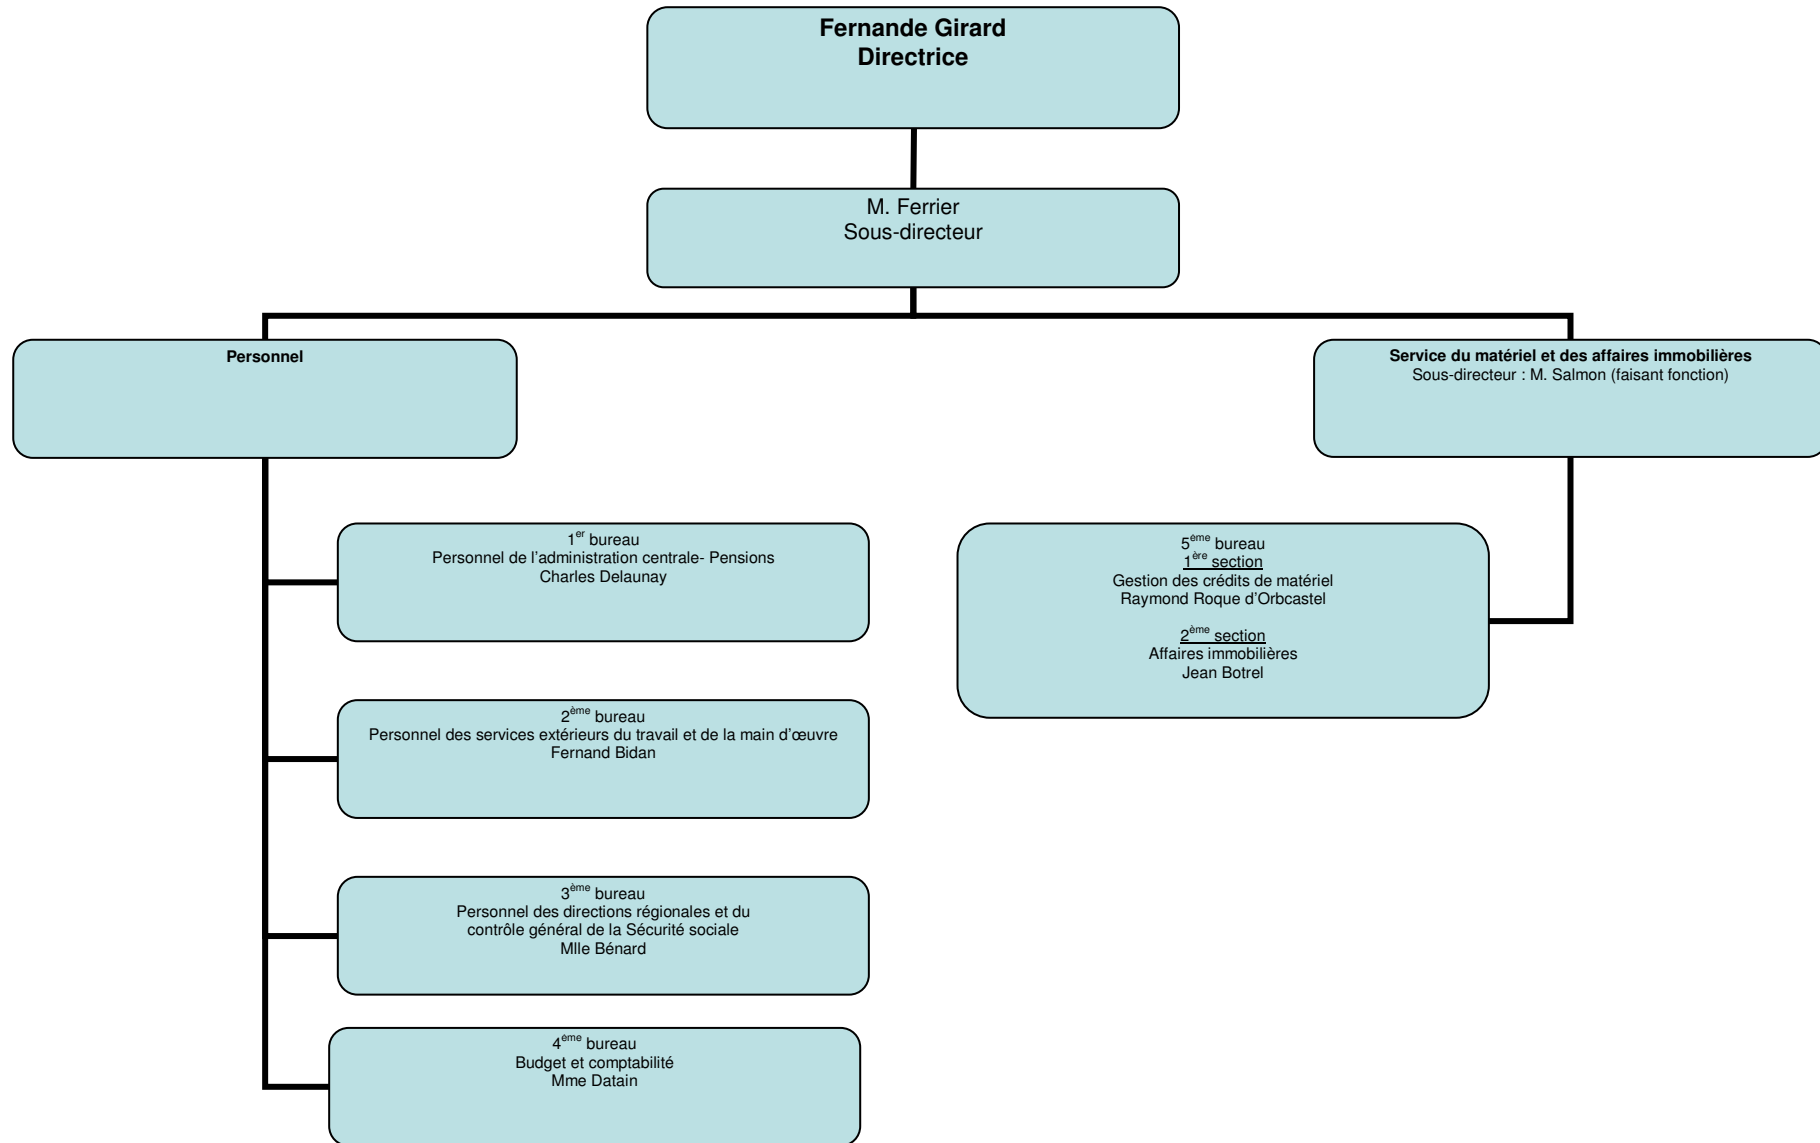 Fernande Girard
Directrice
M. Ferrier
Sous-directeur
Personnel
Service du matériel et des affaires immobilières
Sous-directeur : M. Salmon (faisant fonction)
1er bureau
Personnel de l’administration centrale- Pensions
Charles Delaunay
2ème bureau
Personnel des services extérieurs du travail et de la main d’œuvre
Fernand Bidan
3ème bureau
Personnel des directions régionales et du
contrôle général de la Sécurité sociale
Mlle Bénard
4ème bureau
Budget et comptabilité
Mme Datain
5ème bureau
1ère section
Gestion des crédits de matériel
Raymond Roque d’Orbcastel
2ème section
Affaires immobilières
Jean Botrel